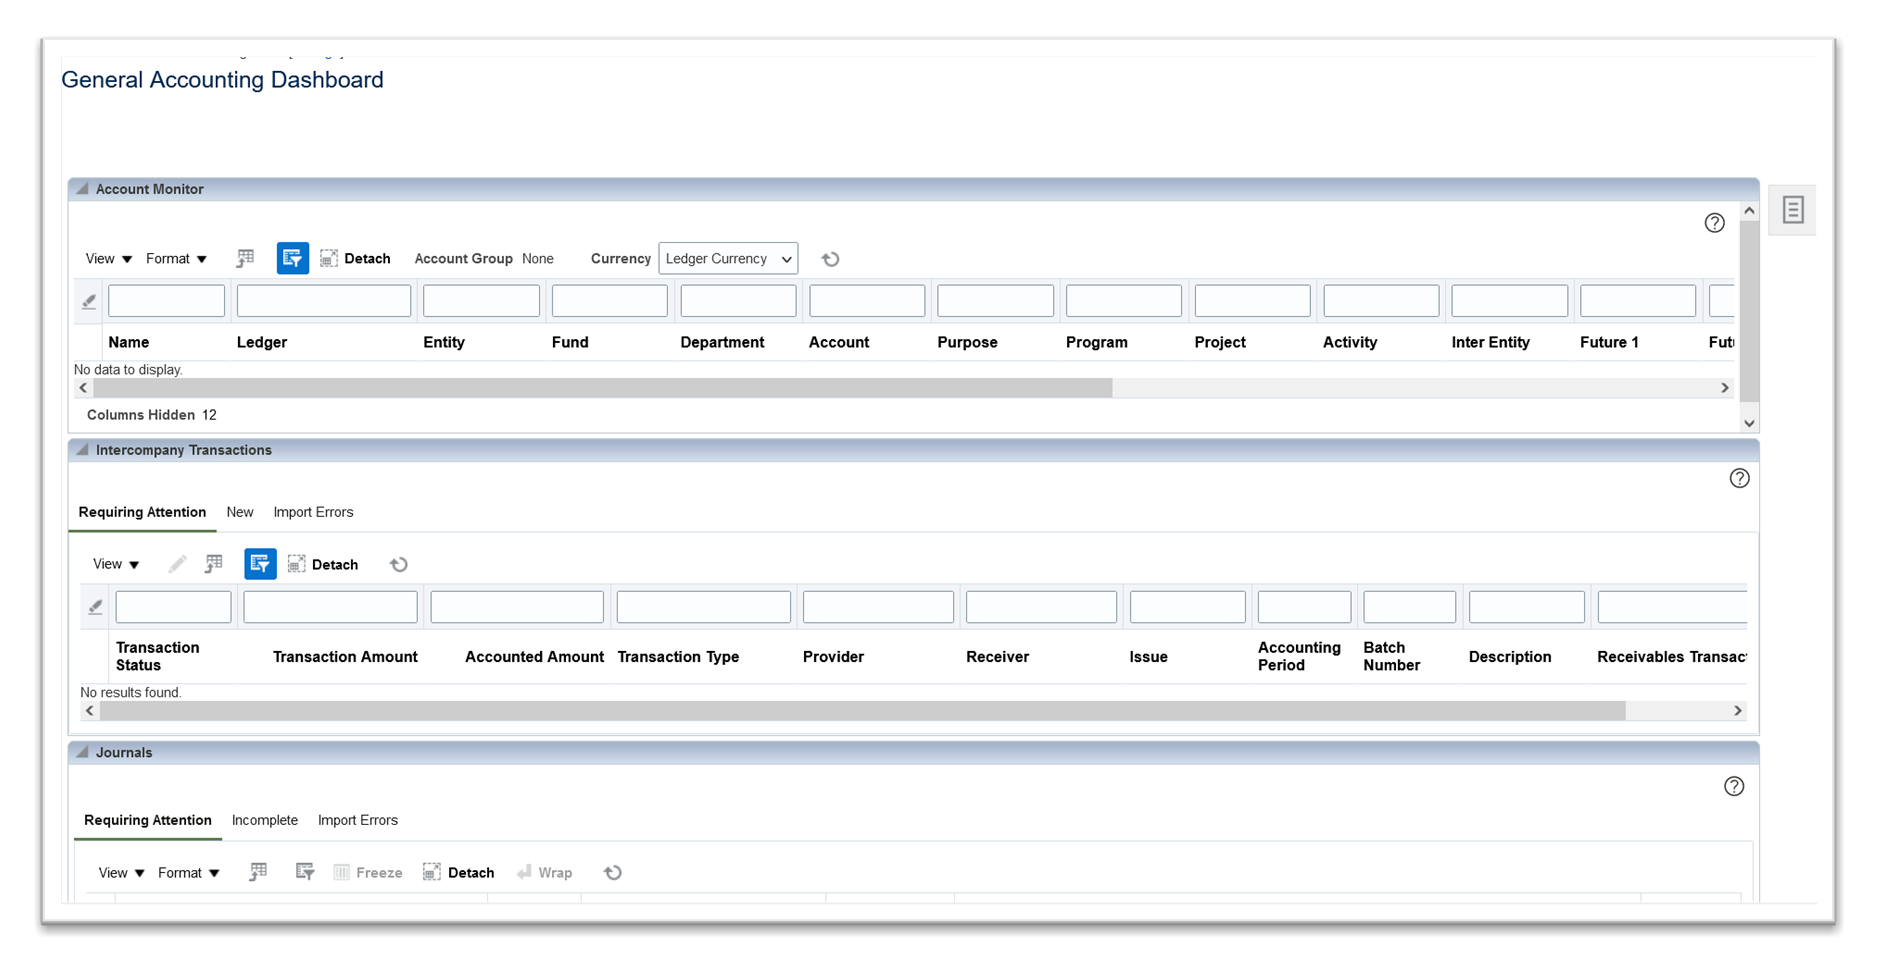 General Accounting Dashboard
Account Monitor
View Format Detach Account Group None Currency Ledger Currency
Name Ledger Entity Fund Department Account Purpose Program Project Activity Inter Entity Future 1
No data to display.
Columns Hidden 12
Intercompany Transactions
Requiring Attention New Import Errors
View Detach
Transaction Status Transaction Amount Accounted Amount Transaction Type Provider Receiver Issue Accounting Period Batch Number Description Receivables
No results found.
Journals
Requiring Attention Incomplete Import Errors
View Format Freeze Detach Wrap